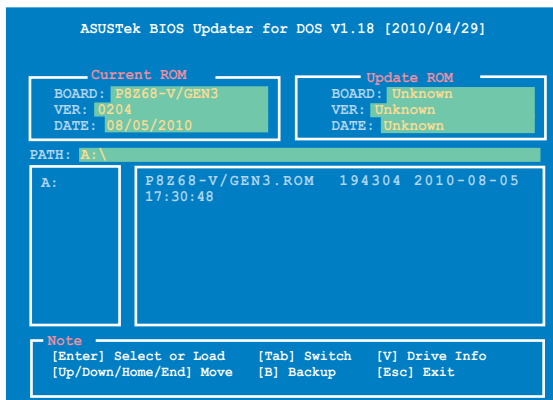 ASUSTek BIOS Updater for DOS V1.18 [2010/04/29]
Current ROM
BOARD: P8Z68-V/GEN3
VER: 0204
DATE: 08/05/2010
Update ROM
BOARD: Unknown
VER: Unknown
DATE: Unknown
PATH: A:\
A:
P8Z68-V/GEN3.ROM 194304 2010-08-05
17:30:48
Note
[Enter] Select or Load [Tab] Switch [V] Drive Info
[Up/Down/Home/End] Move [B] Backup [Esc] Exit